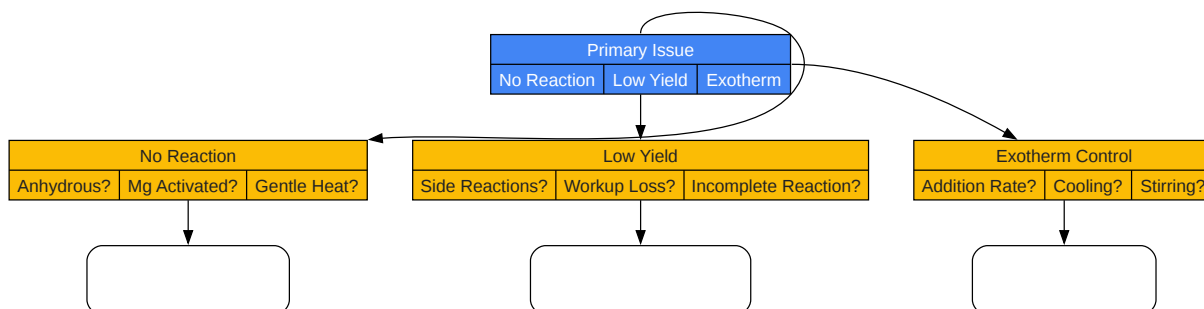 Primary Issue
No Reaction Low Yield Exotherm
No Reaction
Anhydrous? Mg Activated? Gentle Heat?
Low Yield
Side Reactions? Workup Loss? Incomplete Reaction?
Exotherm Control
Addition Rate? Cooling? Stirring?